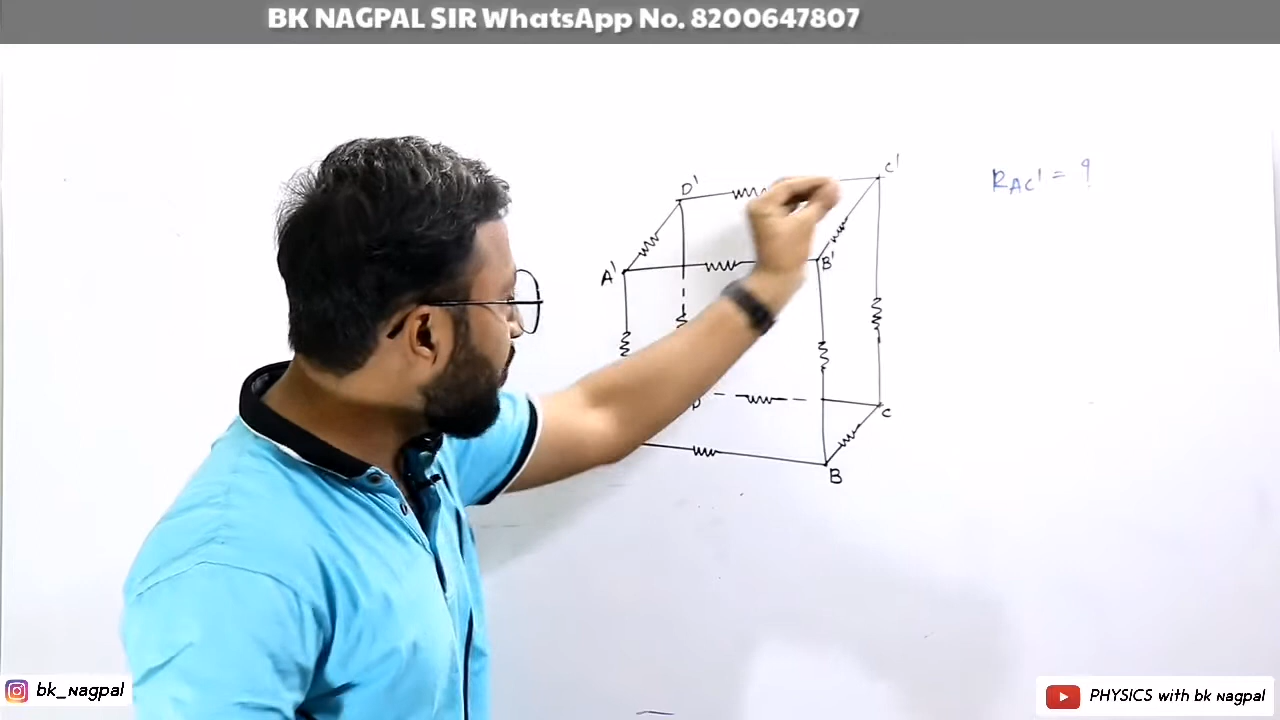 BK NAGPAL SIR WhatsApp No. 8200647807
C'
D'
R_AC' = ?
A'
B'
D
C
B
bk_nagpal
PHYSICS with bk nagpal